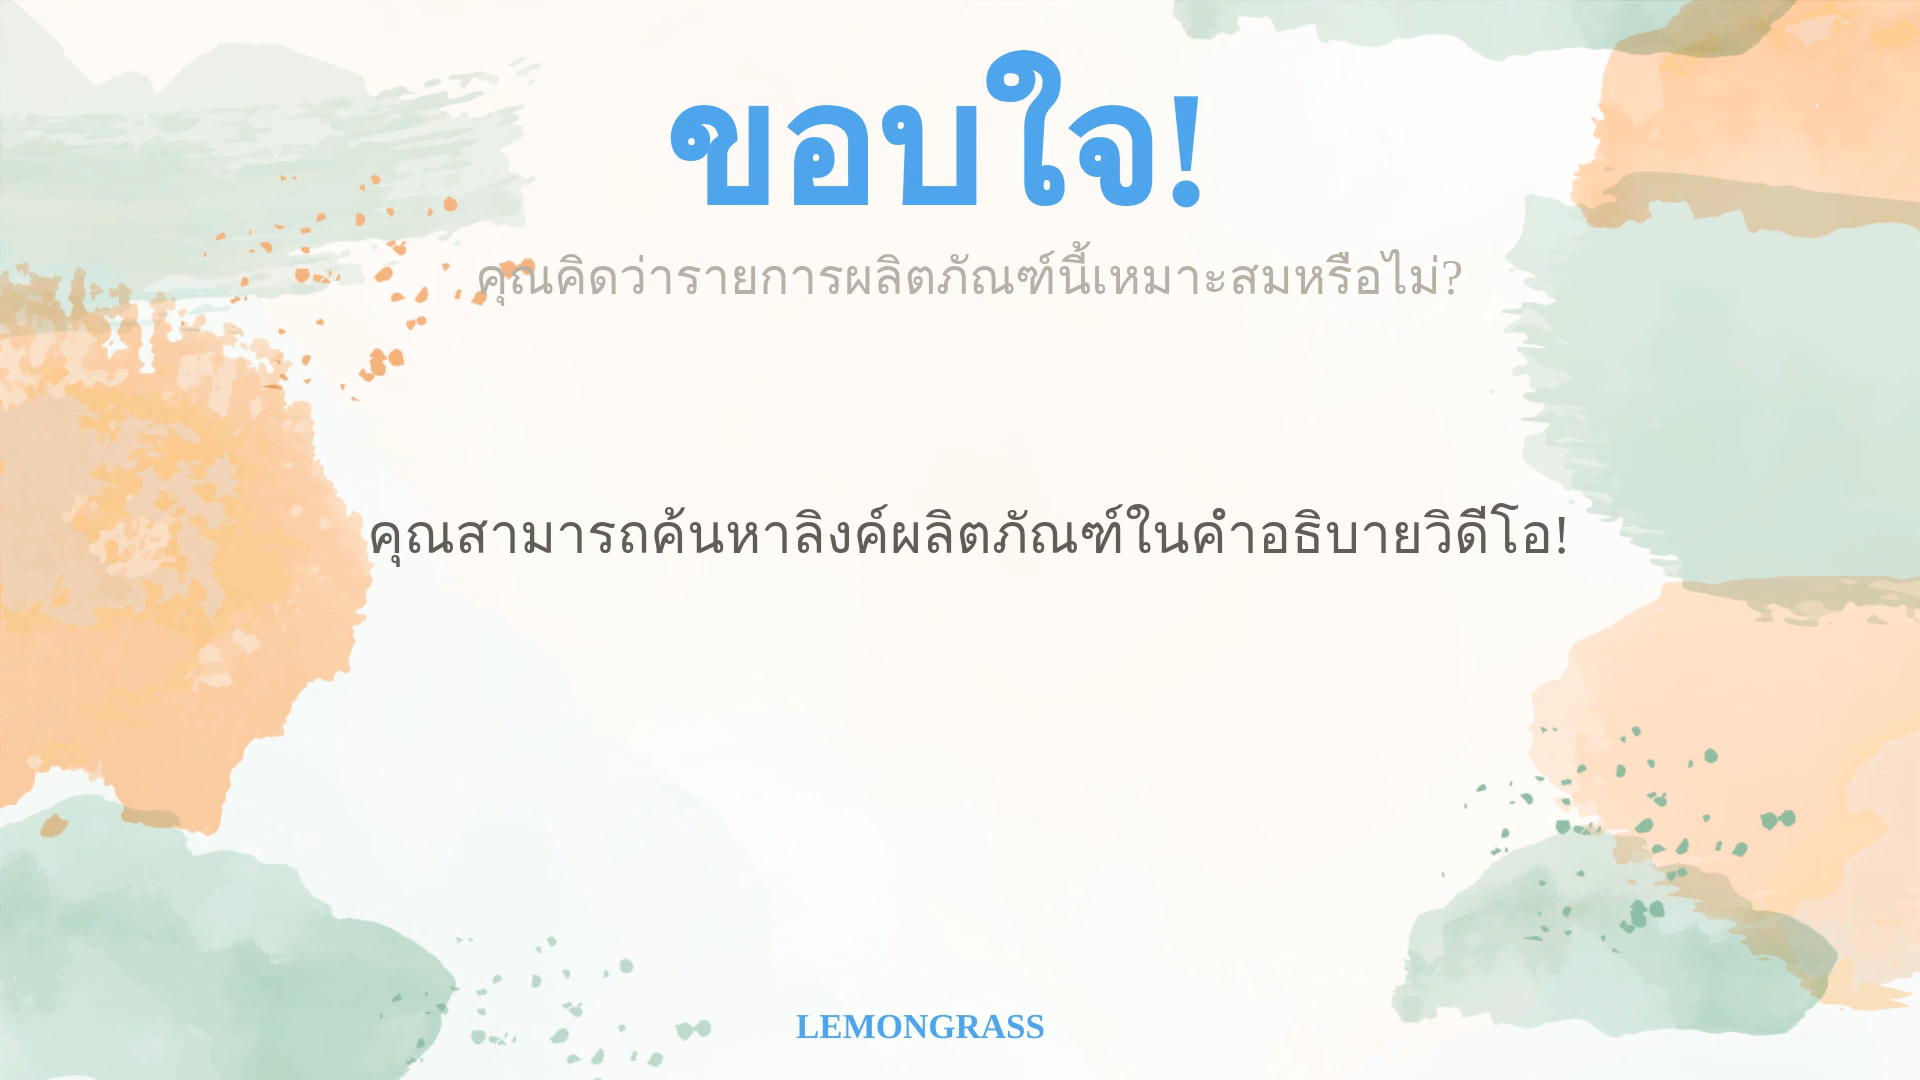 ขอบใจ!
คุณคิดว่ารายการผลิตภัณฑ์นี้เหมาะสมหรือไม่?
คุณสามารถค้นหาลิงค์ผลิตภัณฑ์ในคำอธิบายวิดีโอ!
LEMONGRASS